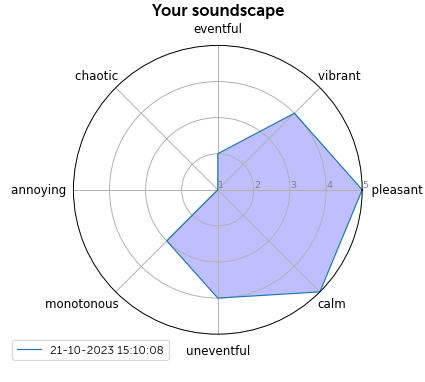 Your soundscape
eventful
chaotic
vibrant
annoying
1 2 3 4 5
pleasant
monotonous
calm
uneventful
21-10-2023 15:10:08